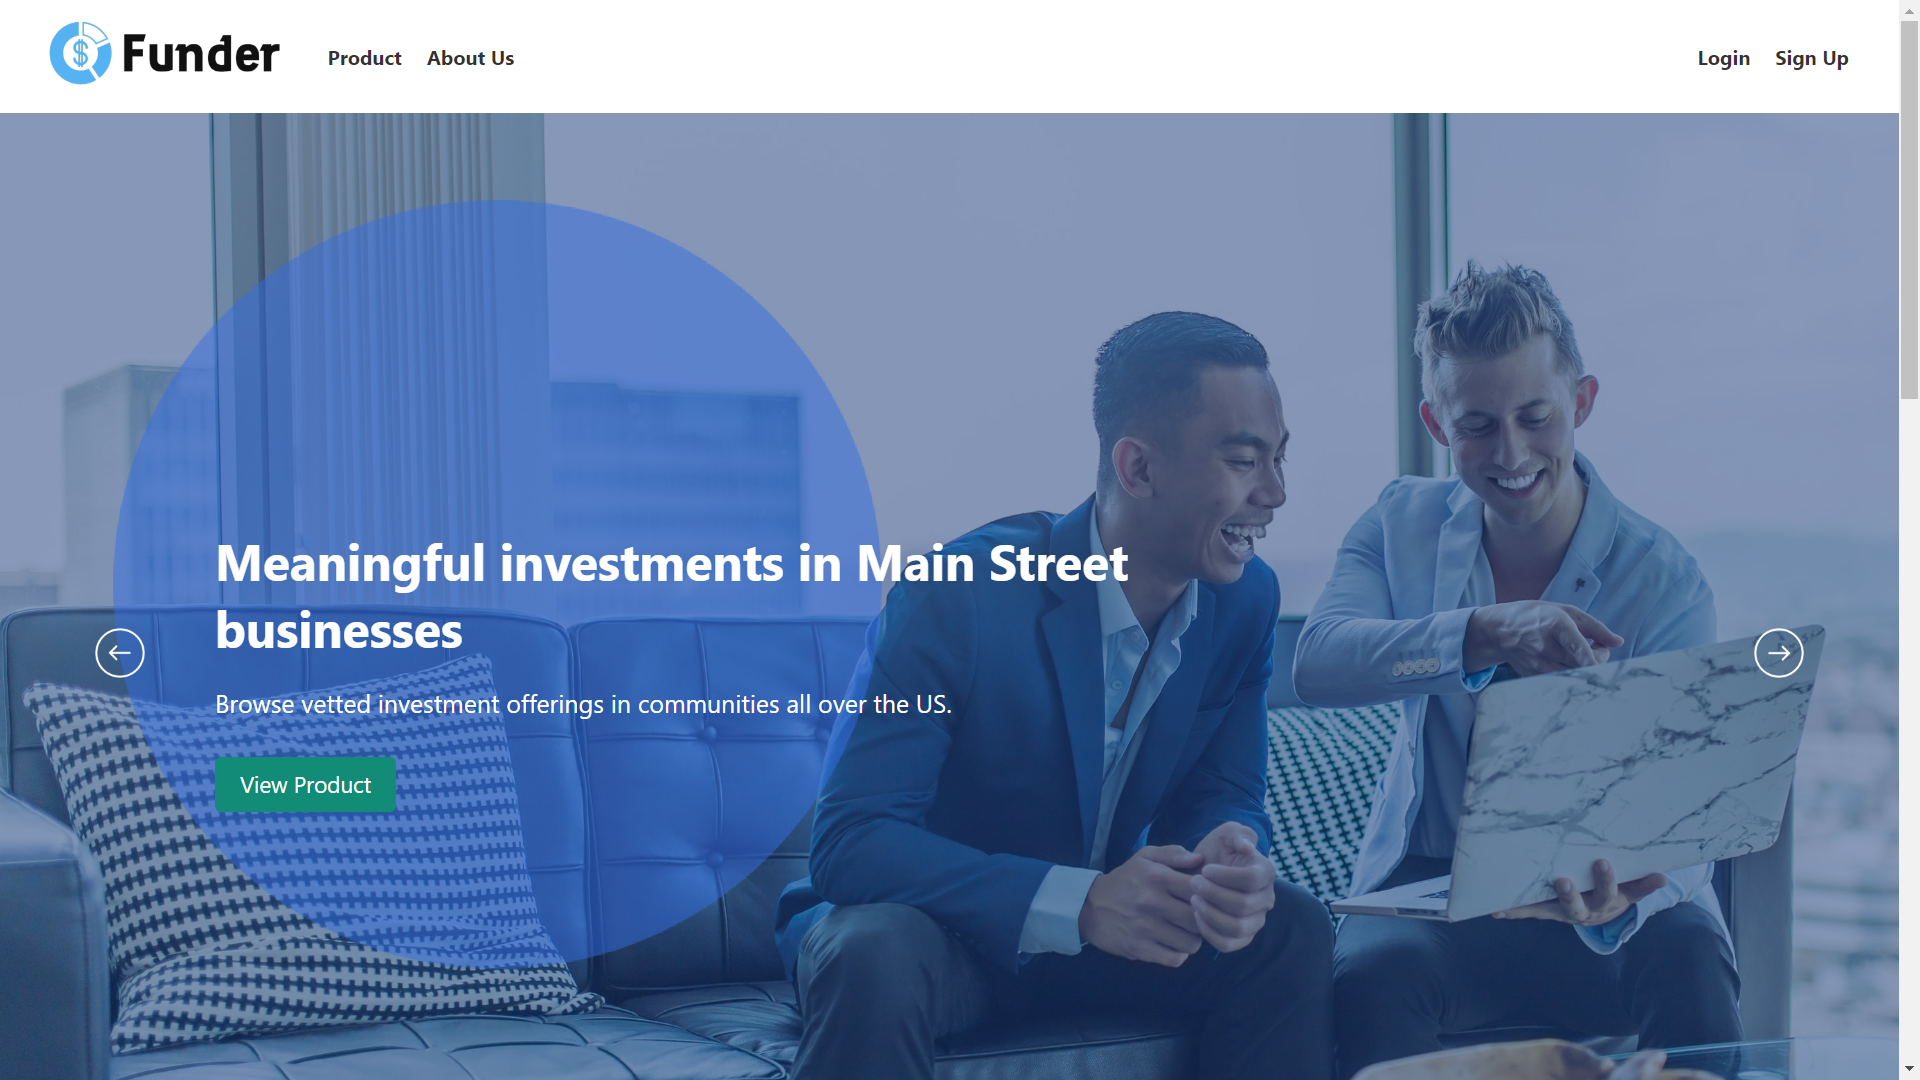 Funder
Product
About Us
Login
Sign Up
Meaningful investments in Main Street
businesses
Browse vetted investment offerings in communities all over the US.
View Product